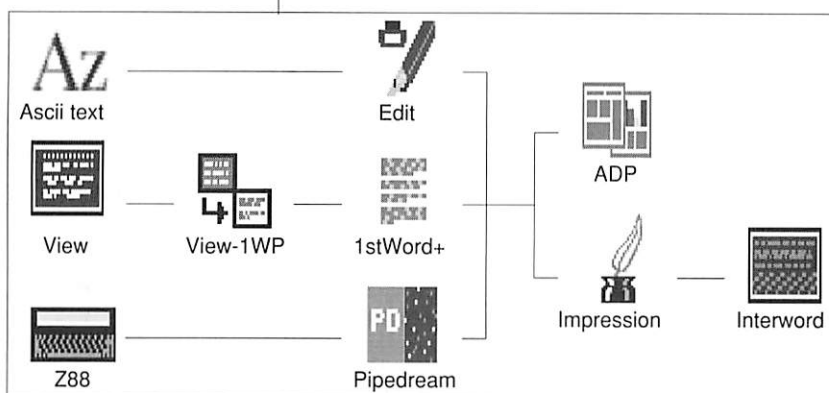 Az
Ascii text
Edit
ADP
View
View-1WP
1stWord+
Impression
Interword
PD
Z88
Pipedream